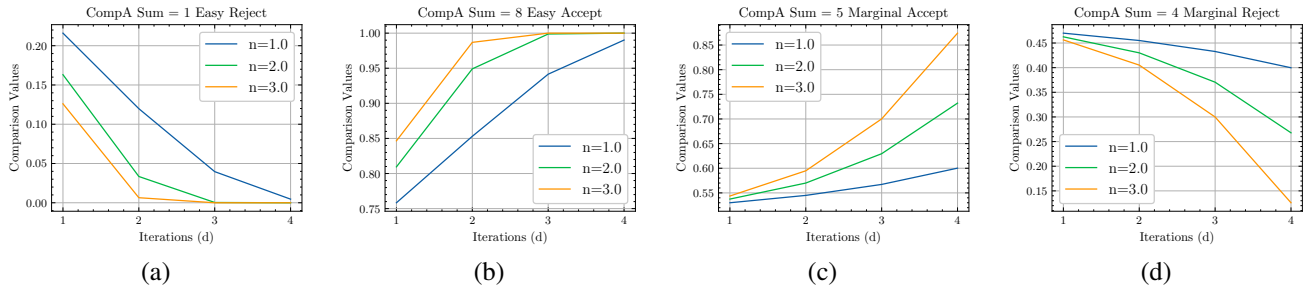 CompA Sum = 1 Easy Reject
Comparison Values
0.20
0.15
0.10
0.05
0.00
n=1.0
n=2.0
n=3.0
1 2 3 4
Iterations (d)
(a)
CompA Sum = 8 Easy Accept
Comparison Values
1.00
0.95
0.90
0.85
0.80
0.75
n=1.0
n=2.0
n=3.0
1 2 3 4
Iterations (d)
(b)
CompA Sum = 5 Marginal Accept
Comparison Values
0.85
0.80
0.75
0.70
0.65
0.60
0.55
n=1.0
n=2.0
n=3.0
1 2 3 4
Iterations (d)
(c)
CompA Sum = 4 Marginal Reject
Comparison Values
0.45
0.40
0.35
0.30
0.25
0.20
0.15
n=1.0
n=2.0
n=3.0
1 2 3 4
Iterations (d)
(d)